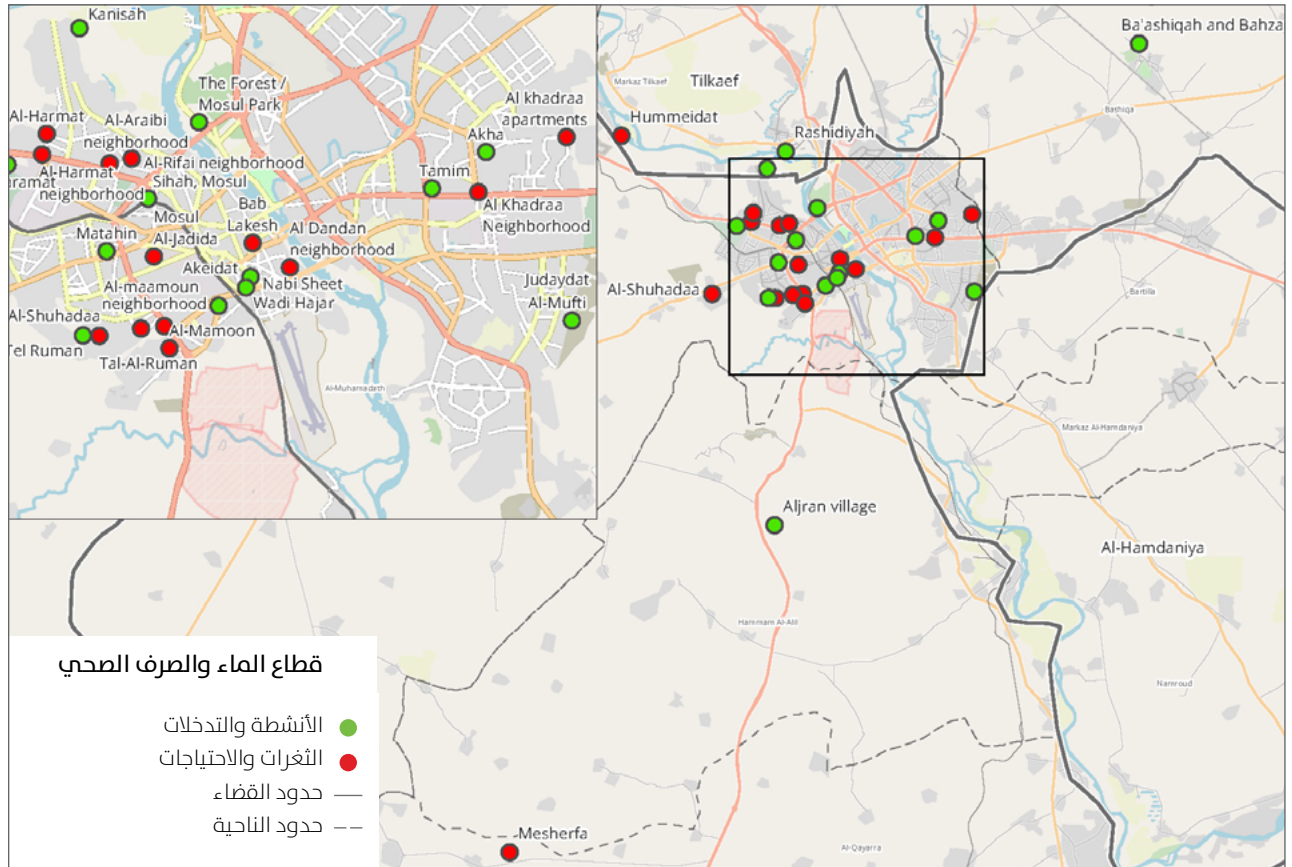 Kanisah
The Forest /
Mosul Park
Al-Harmat
Al-Araibi
neighborhood
Al khadraa
apartments
Akha
Al-Rifai neighborhood
Al-Harmat
neighborhood
Sihah, Mosul
Tamim
Al Khadraa
Neighborhood
Mosul
Al-Jadida
Bab
Lakesh
Al Dandan
neighborhood
Matahin
Akeidat
Nabi Sheet
Wadi Hajar
Judaydat
Al-Mufti
Al-maamoun
neighborhood
Al-Shuhadaa
Al-Mamoon
Tel Ruman
Tal-Al-Ruman
Ba'ashiqah and Bahza
Markaz Tilkaef
Tilkaef
Bashiqa
Hummeidat
Rashidiyah
Al-Shuhadaa
Bartilla
Markaz Al-Hamdaniya
Aljran village
Al-Hamdaniya
Hammam Al-Alil
Namroud
Mesherfa
Al-Qayarra
قطاع الماء والصرف الصحي
الأنشطة والتدخلات
الثغرات والاحتياجات
حدود القضاء
حدود الناحية